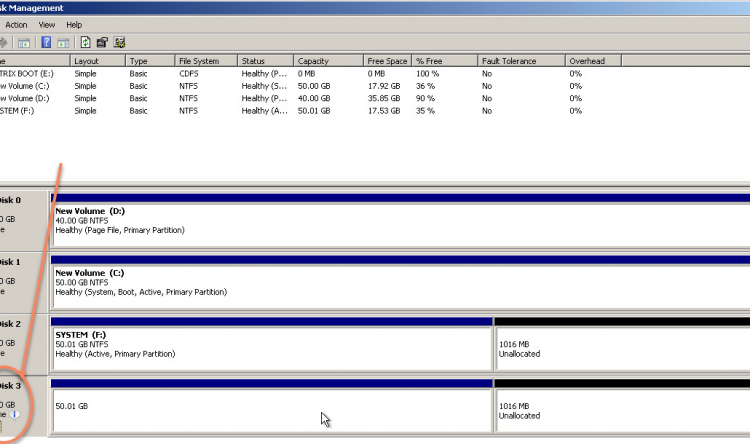 sk Management
Action View Help
me Layout Type File System Status Capacity Free Space % Free Fault Tolerance Overhead
TRIX BOOT (E:) Simple Basic CDFS Healthy (P... 0 MB 0 MB 100 % No 0%
w Volume (C:) Simple Basic NTFS Healthy (S... 50.00 GB 17.92 GB 36 % No 0%
w Volume (D:) Simple Basic NTFS Healthy (P... 40.00 GB 35.85 GB 90 % No 0%
STEM (F:) Simple Basic NTFS Healthy (A... 50.01 GB 17.53 GB 35 % No 0%
isk 0
0 GB
e
New Volume (D:)
40.00 GB NTFS
Healthy (Page File, Primary Partition)
isk 1
0 GB
e
New Volume (C:)
50.00 GB NTFS
Healthy (System, Boot, Active, Primary Partition)
isk 2
0 GB
e
SYSTEM (F:)
50.01 GB NTFS
Healthy (Active, Primary Partition)
1016 MB
Unallocated
isk 3
0 GB
ne
50.01 GB
1016 MB
Unallocated